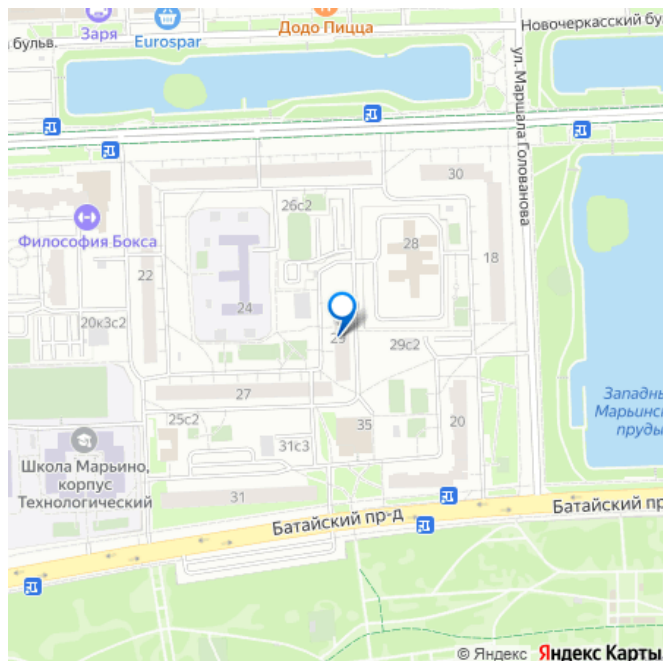 Заря
Eurospar
Додо Пицца
Новочеркасский бу
а бульв.
ул. Маршала Голованова
30
26с2
28
Философия Бокса
22
18
24
20к3с2
29
29с2
27
Западны
Марьинск
пруды
25с2
35
20
31с3
Школа Марьино,
корпус
Технологический
31
Батайский пр-д
Батайский пр
© Яндекс Яндекс Карты